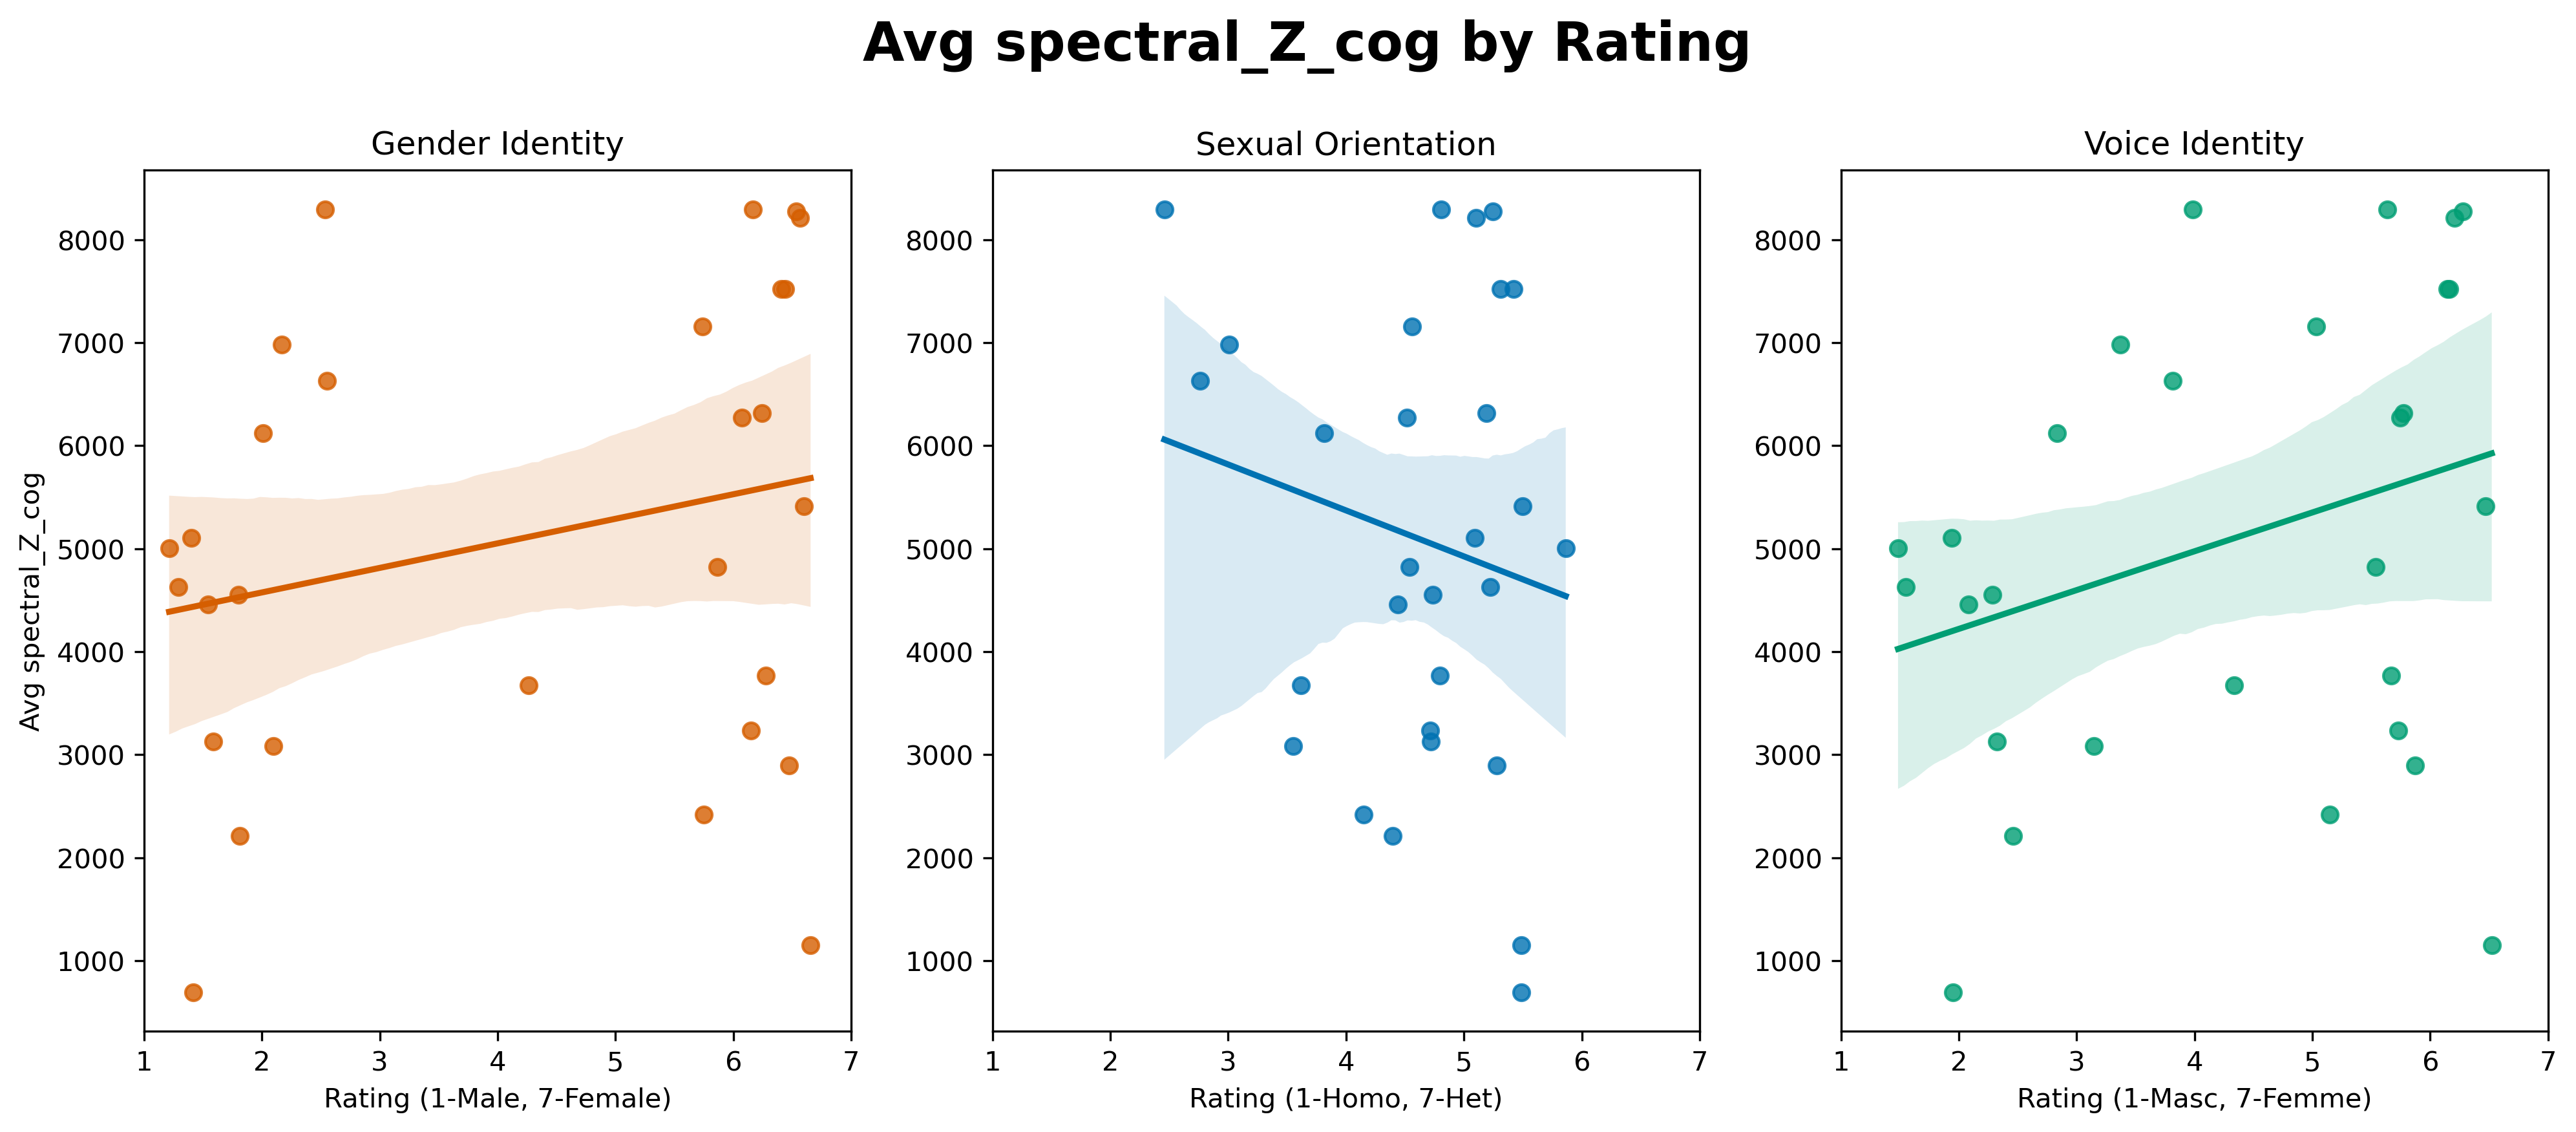 Avg spectral_Z_cog by Rating
Gender Identity
Sexual Orientation
Voice Identity
Avg spectral_Z_cog
8000
7000
6000
5000
4000
3000
2000
1000
8000
7000
6000
5000
4000
3000
2000
1000
8000
7000
6000
5000
4000
3000
2000
1000
1 2 3 4 5 6 7
1 2 3 4 5 6 7
1 2 3 4 5 6 7
Rating (1-Male, 7-Female)
Rating (1-Homo, 7-Het)
Rating (1-Masc, 7-Femme)